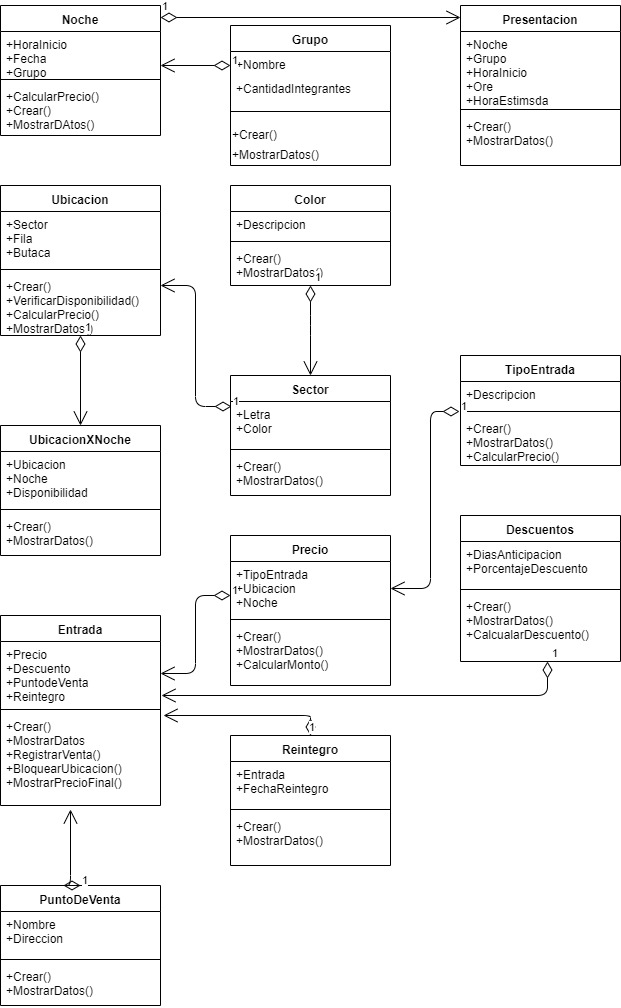 Noche
+HoraInicio
+Fecha
+Grupo
+CalcularPrecio()
+Crear()
+MostrarDAtos()
1
Grupo
1
+Nombre
+CantidadIntegrantes
+Crear()
+MostrarDatos()
Presentacion
+Noche
+Grupo
+HoraInicio
+Ore
+HoraEstimsda
+Crear()
+MostrarDatos()
Ubicacion
+Sector
+Fila
+Butaca
+Crear()
+VerificarDisponibilidad()
+CalcularPrecio()
+MostrarDatos()
1
Color
+Descripcion
+Crear()
+MostrarDatos()
1
UbicacionXNoche
+Ubicacion
+Noche
+Disponibilidad
+Crear()
+MostrarDatos()
Sector
1
+Letra
+Color
+Crear()
+MostrarDatos()
TipoEntrada
+Descripcion
1
+Crear()
+MostrarDatos()
+CalcularPrecio()
Precio
+TipoEntrada
1
+Ubicacion
+Noche
+Crear()
+MostrarDatos()
+CalcularMonto()
Descuentos
+DiasAnticipacion
+PorcentajeDescuento
+Crear()
+MostrarDatos()
+CalcualarDescuento()
1
Entrada
+Precio
+Descuento
+PuntodeVenta
+Reintegro
+Crear()
+MostrarDatos
+RegistrarVenta()
+BloquearUbicacion()
+MostrarPrecioFinal()
1
Reintegro
+Entrada
+FechaReintegro
+Crear()
+MostrarDatos()
1
PuntoDeVenta
+Nombre
+Direccion
+Crear()
+MostrarDatos()